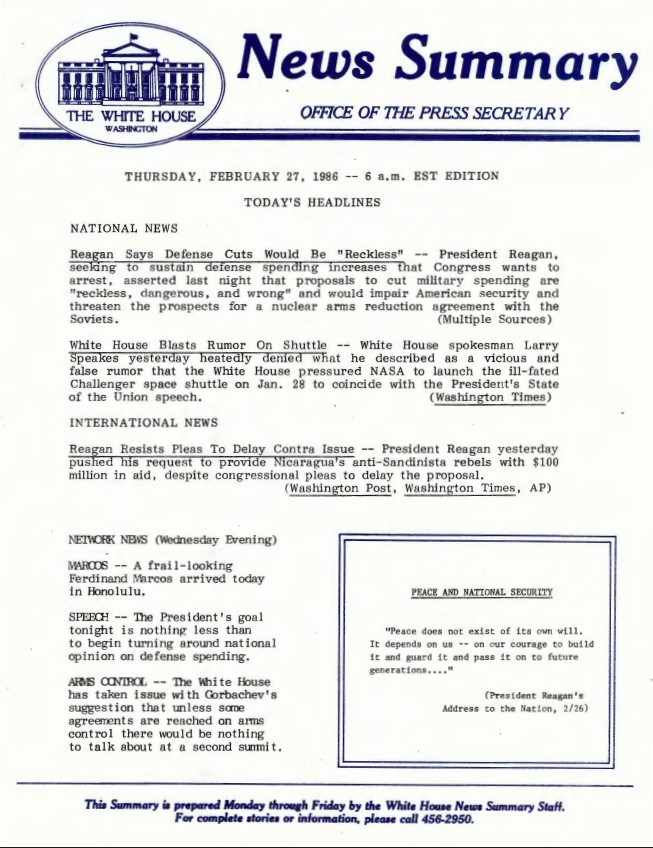 News Summary
THE WHITE HOUSE
WASHINGTON
OFFICE OF THE PRESS SECRETARY
THURSDAY, FEBRUARY 27, 1986 -- 6 a.m. EST EDITION
TODAY'S HEADLINES
NATIONAL NEWS
Reagan Says Defense Cuts Would Be "Reckless" -- President Reagan,
seeking to sustain defense spending increases that Congress wants to
arrest, asserted last night that proposals to cut military spending are
"reckless, dangerous, and wrong" and would impair American security and
threaten the prospects for a nuclear arms reduction agreement with the
Soviets. (Multiple Sources)
White House Blasts Rumor On Shuttle -- White House spokesman Larry
Speakes yesterday heatedly denied what he described as a vicious and
false rumor that the White House pressured NASA to launch the ill-fated
Challenger space shuttle on Jan. 28 to coincide with the President's State
of the Union speech. (Washington Times)
INTERNATIONAL NEWS
Reagan Resists Pleas To Delay Contra Issue -- President Reagan yesterday
pushed his request to provide Nicaragua's anti-Sandinista rebels with $100
million in aid, despite congressional pleas to delay the proposal.
(Washington Post, Washington Times, AP)
NETWORK NEWS (Wednesday Evening)
MARCOS -- A frail-looking
Ferdinand Marcos arrived today
in Honolulu.
SPEECH -- The President's goal
tonight is nothing less than
to begin turning around national
opinion on defense spending.
ARMS CONTROL -- The White House
has taken issue with Gorbachev's
suggestion that unless some
agreements are reached on arms
control there would be nothing
to talk about at a second summit.
PEACE AND NATIONAL SECURITY
"Peace does not exist of its own will.
It depends on us -- on our courage to build
it and guard it and pass it on to future
generations...."
(President Reagan's
Address to the Nation, 2/26)
This Summary is prepared Monday through Friday by the White House News Summary Staff.
For complete stories or information, please call 456-2950.